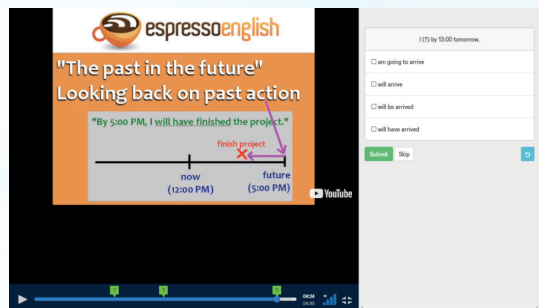 espressoenglish
"The past in the future"
Looking back on past action
"By 5:00 PM, I will have finished the project."
finish project
now
(12:00 PM)
future
(5:00 PM)
YouTube
?
?
?
04:24
04:45
I (?) by 13:00 tomorrow.
am going to arrive
will arrive
will be arrived
will have arrived
Submit
Skip